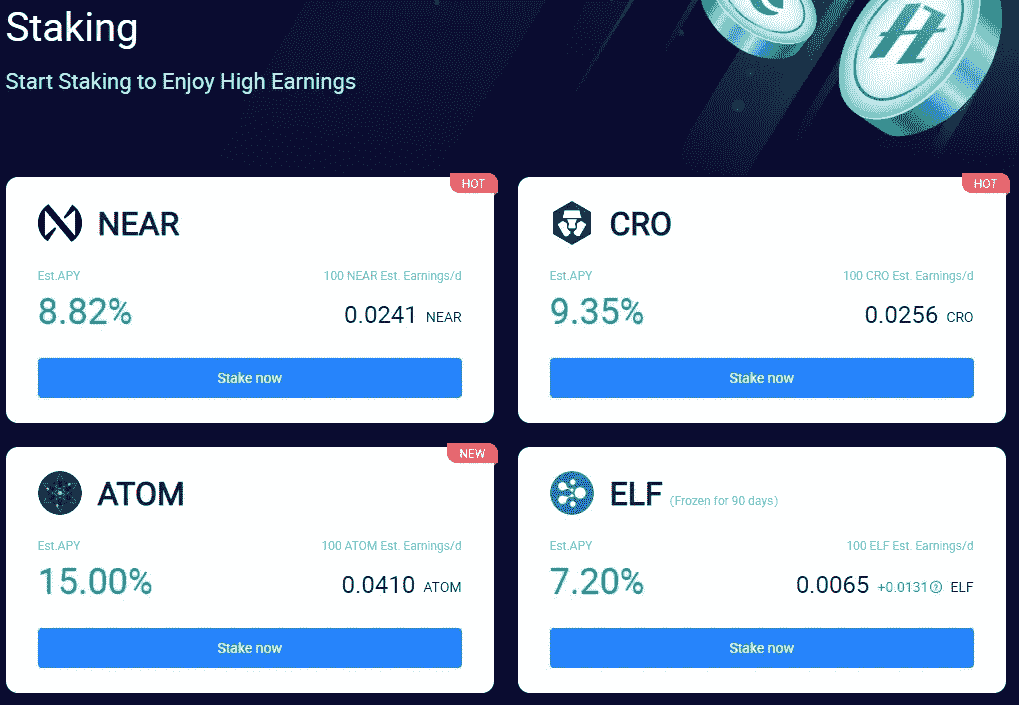 Staking
Start Staking to Enjoy High Earnings
HOT
NEAR
Est.APY
100 NEAR Est. Earnings/d
8.82%
0.0241 NEAR
Stake now
HOT
CRO
Est.APY
100 CRO Est. Earnings/d
9.35%
0.0256 CRO
Stake now
NEW
ATOM
Est.APY
100 ATOM Est. Earnings/d
15.00%
0.0410 ATOM
Stake now
ELF (Frozen for 90 days)
Est.APY
100 ELF Est. Earnings/d
7.20%
0.0065 +0.0131 ELF
Stake now